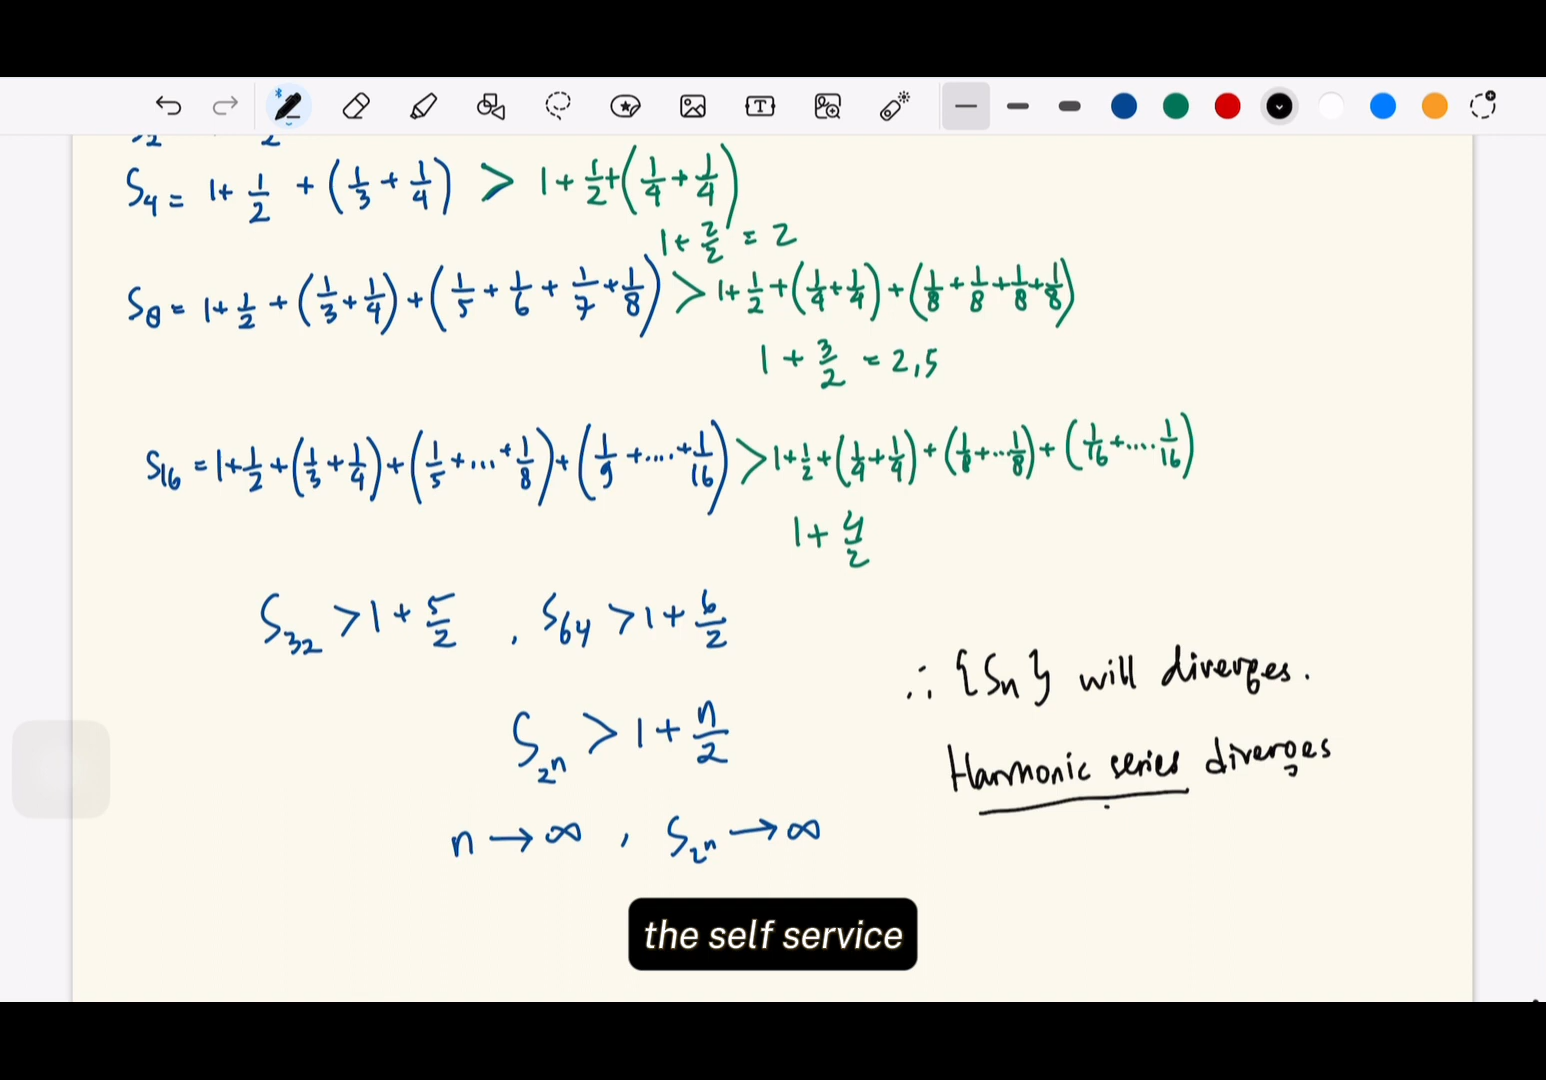 S₂ 2
S₄ = 1 + 1/2 + (1/3 + 1/4) > 1 + 1/2 + (1/4 + 1/4)
1 + 2/2 = 2
S₈ = 1 + 1/2 + (1/3 + 1/4) + (1/5 + 1/6 + 1/7 + 1/8) > 1 + 1/2 + (1/4 + 1/4) + (1/8 + 1/8 + 1/8 + 1/8)
1 + 3/2 = 2,5
S₁₆ = 1 + 1/2 + (1/3 + 1/4) + (1/5 + ... + 1/8) + (1/9 + .... + 1/16) > 1 + 1/2 + (1/4 + 1/4) + (1/8 + ... 1/8) + (1/16 + .... 1/16)
1 + 4/2
S₃₂ > 1 + 5/2 , S₆₄ > 1 + 6/2
∴ {Sn} will diverges.
S₂ⁿ > 1 + n/2
Harmonic series diverges
n → ∞ , S₂ⁿ → ∞
the self service